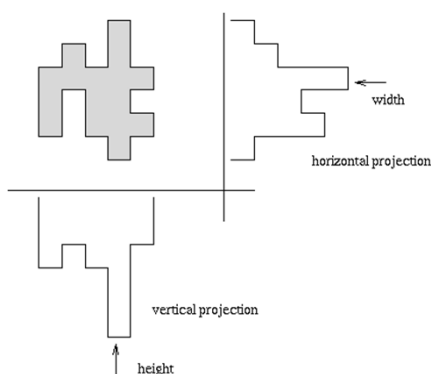 width
horizontal projection
vertical projection
height